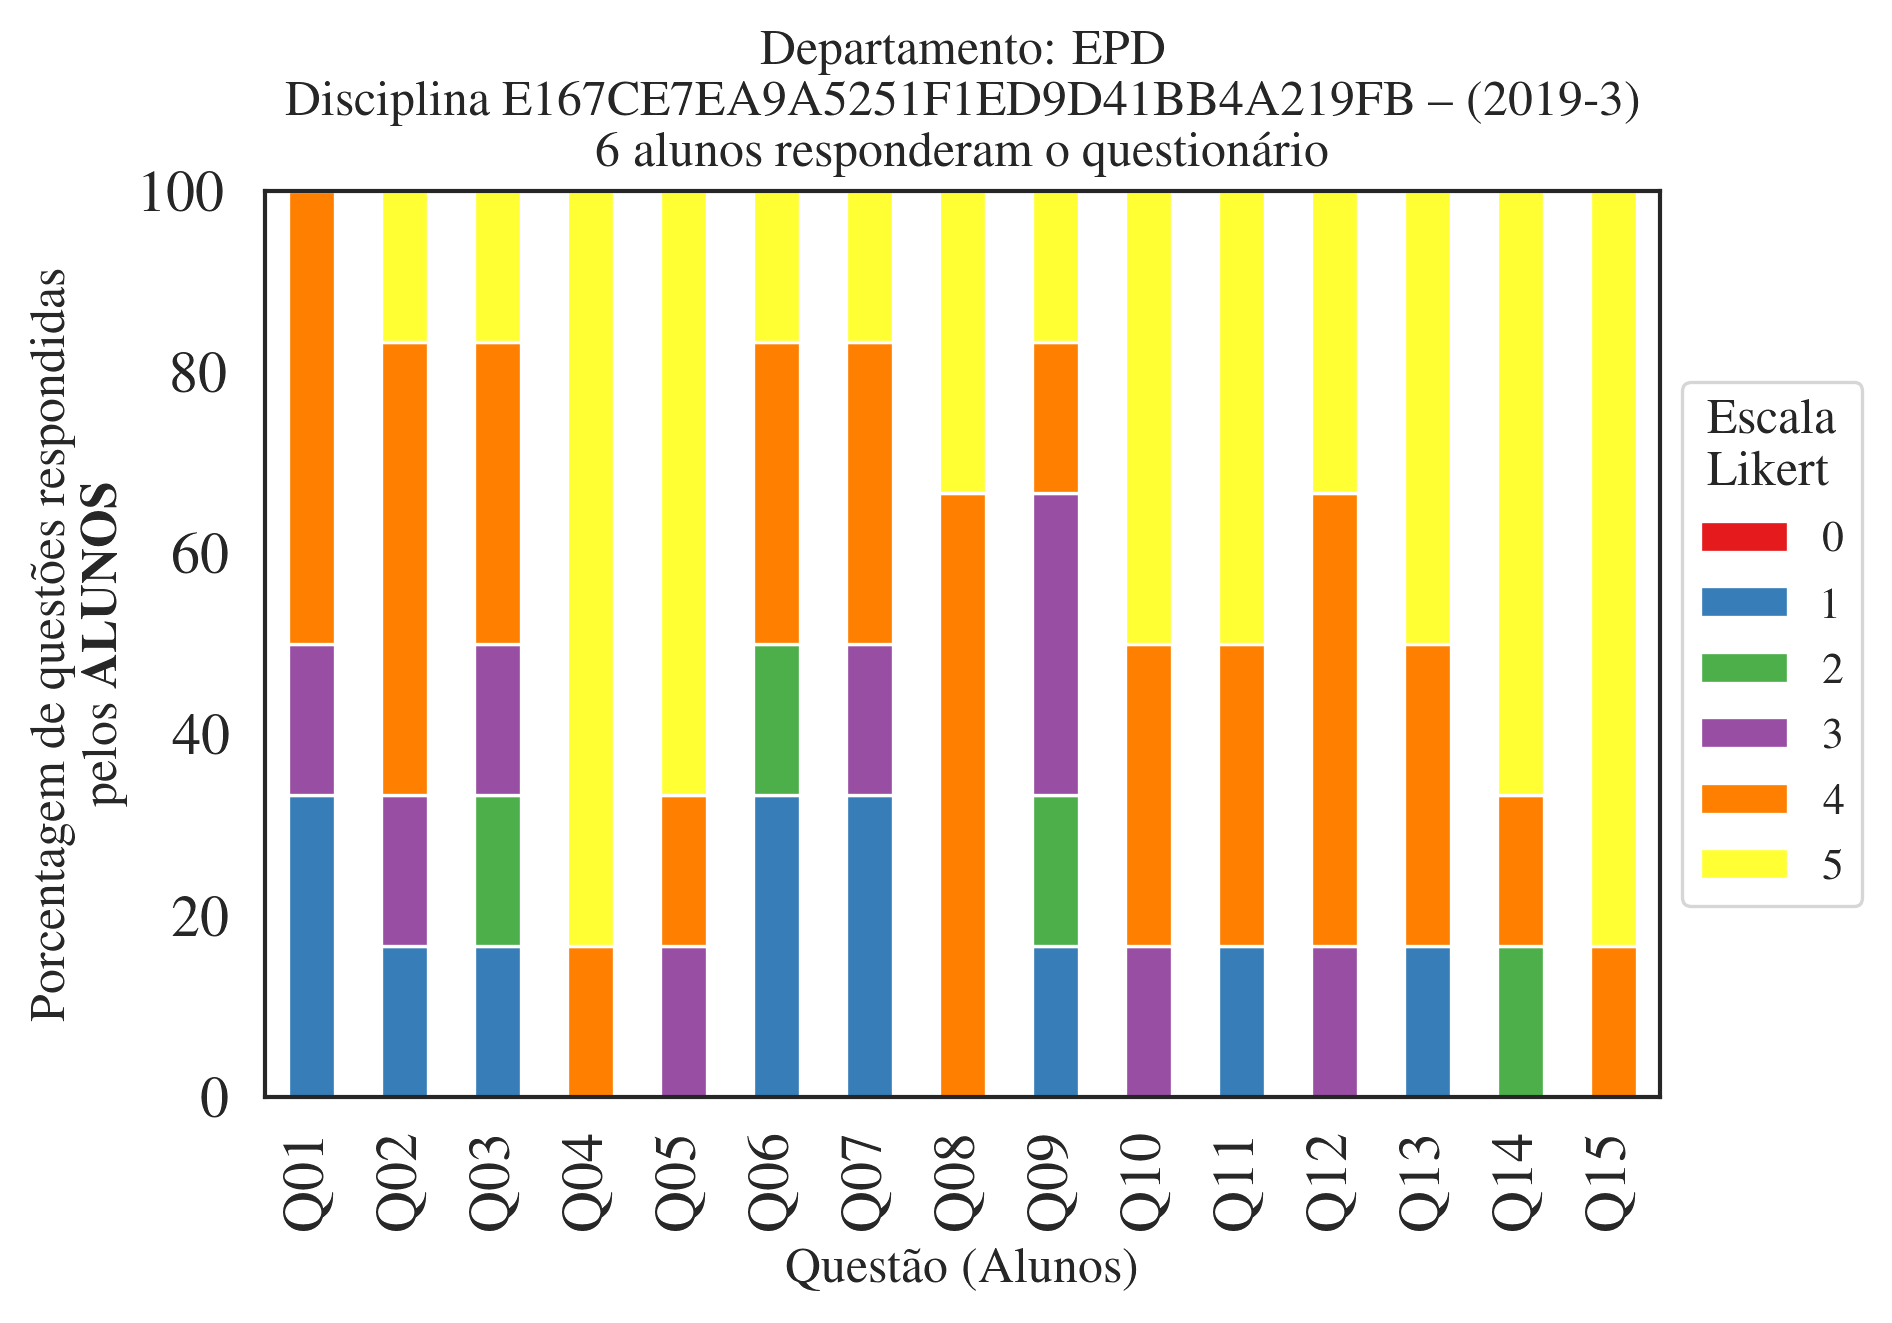 Departamento: EPD
Disciplina E167CE7EA9A5251F1ED9D41BB4A219FB – (2019-3)
6 alunos responderam o questionário
Porcentagem de questões respondidas
pelos ALUNOS
100
80
60
40
20
0
Q01
Q02
Q03
Q04
Q05
Q06
Q07
Q08
Q09
Q10
Q11
Q12
Q13
Q14
Q15
Questão (Alunos)
Escala
Likert
0
1
2
3
4
5